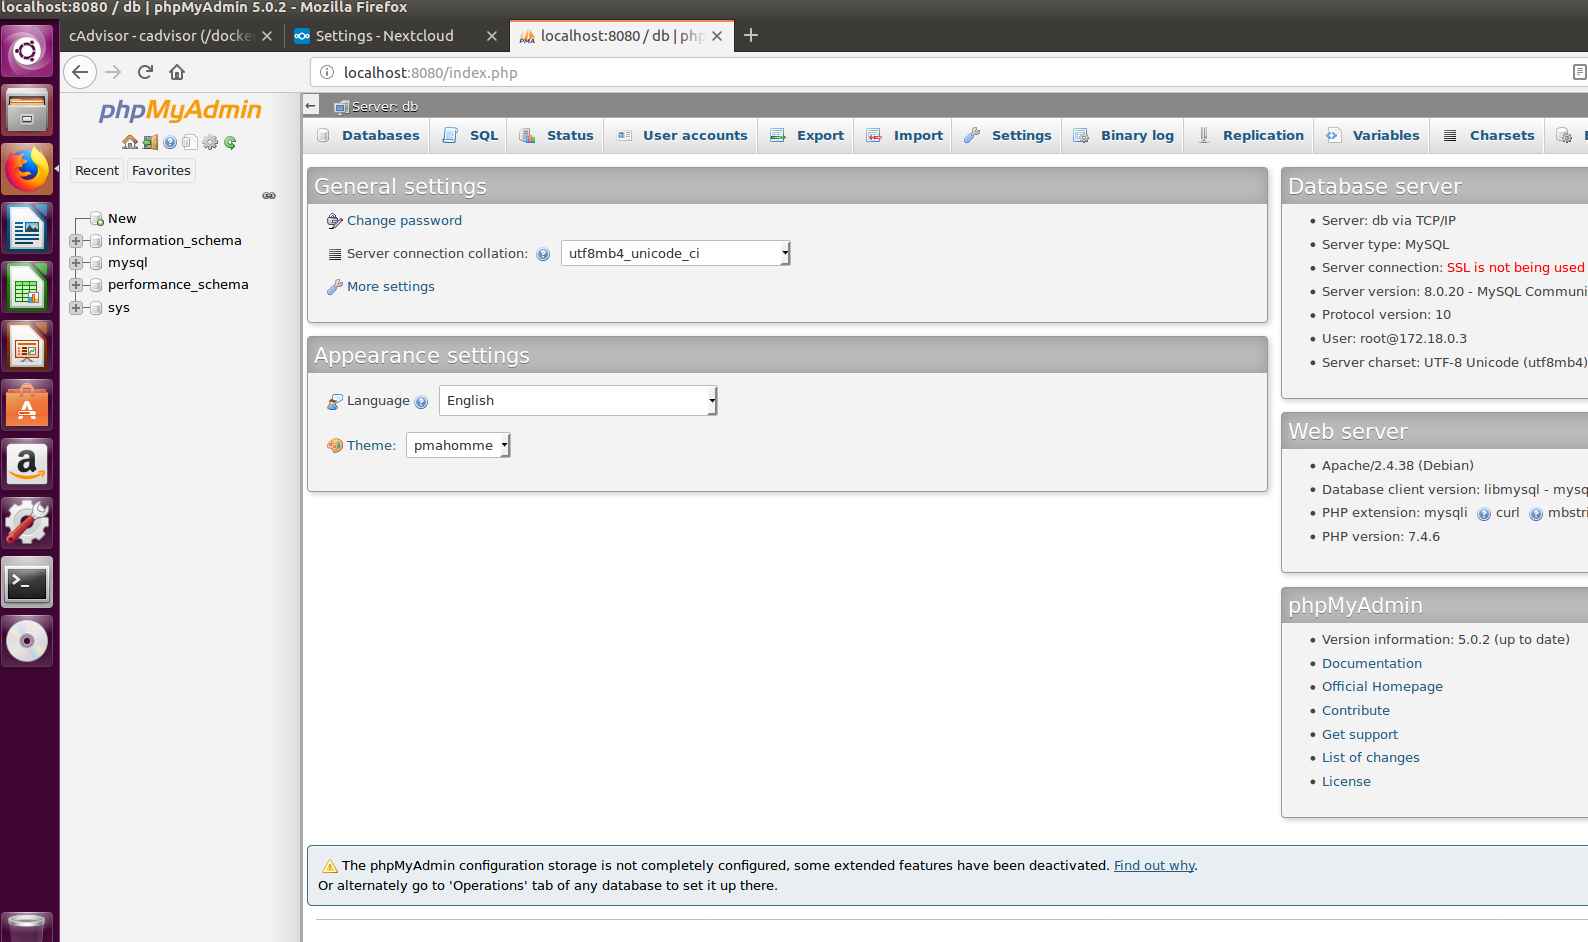 localhost:8080 / db | phpMyAdmin 5.0.2 - Mozilla Firefox
cAdvisor - cadvisor (/docke
Settings - Nextcloud
localhost:8080 / db | php
localhost:8080/index.php
phpMyAdmin
Recent
Favorites
New
information_schema
mysql
performance_schema
sys
Server: db
Databases
SQL
Status
User accounts
Export
Import
Settings
Binary log
Replication
Variables
Charsets
General settings
Change password
Server connection collation:
utf8mb4_unicode_ci
More settings
Appearance settings
Language
English
Theme:
pmahomme
Database server
Server: db via TCP/IP
Server type: MySQL
Server connection: SSL is not being used
Server version: 8.0.20 - MySQL Communi
Protocol version: 10
User: root@172.18.0.3
Server charset: UTF-8 Unicode (utf8mb4)
Web server
Apache/2.4.38 (Debian)
Database client version: libmysql - mysq
PHP extension: mysqli curl mbstri
PHP version: 7.4.6
phpMyAdmin
Version information: 5.0.2 (up to date)
Documentation
Official Homepage
Contribute
Get support
List of changes
License
The phpMyAdmin configuration storage is not completely configured, some extended features have been deactivated. Find out why.
Or alternately go to 'Operations' tab of any database to set it up there.